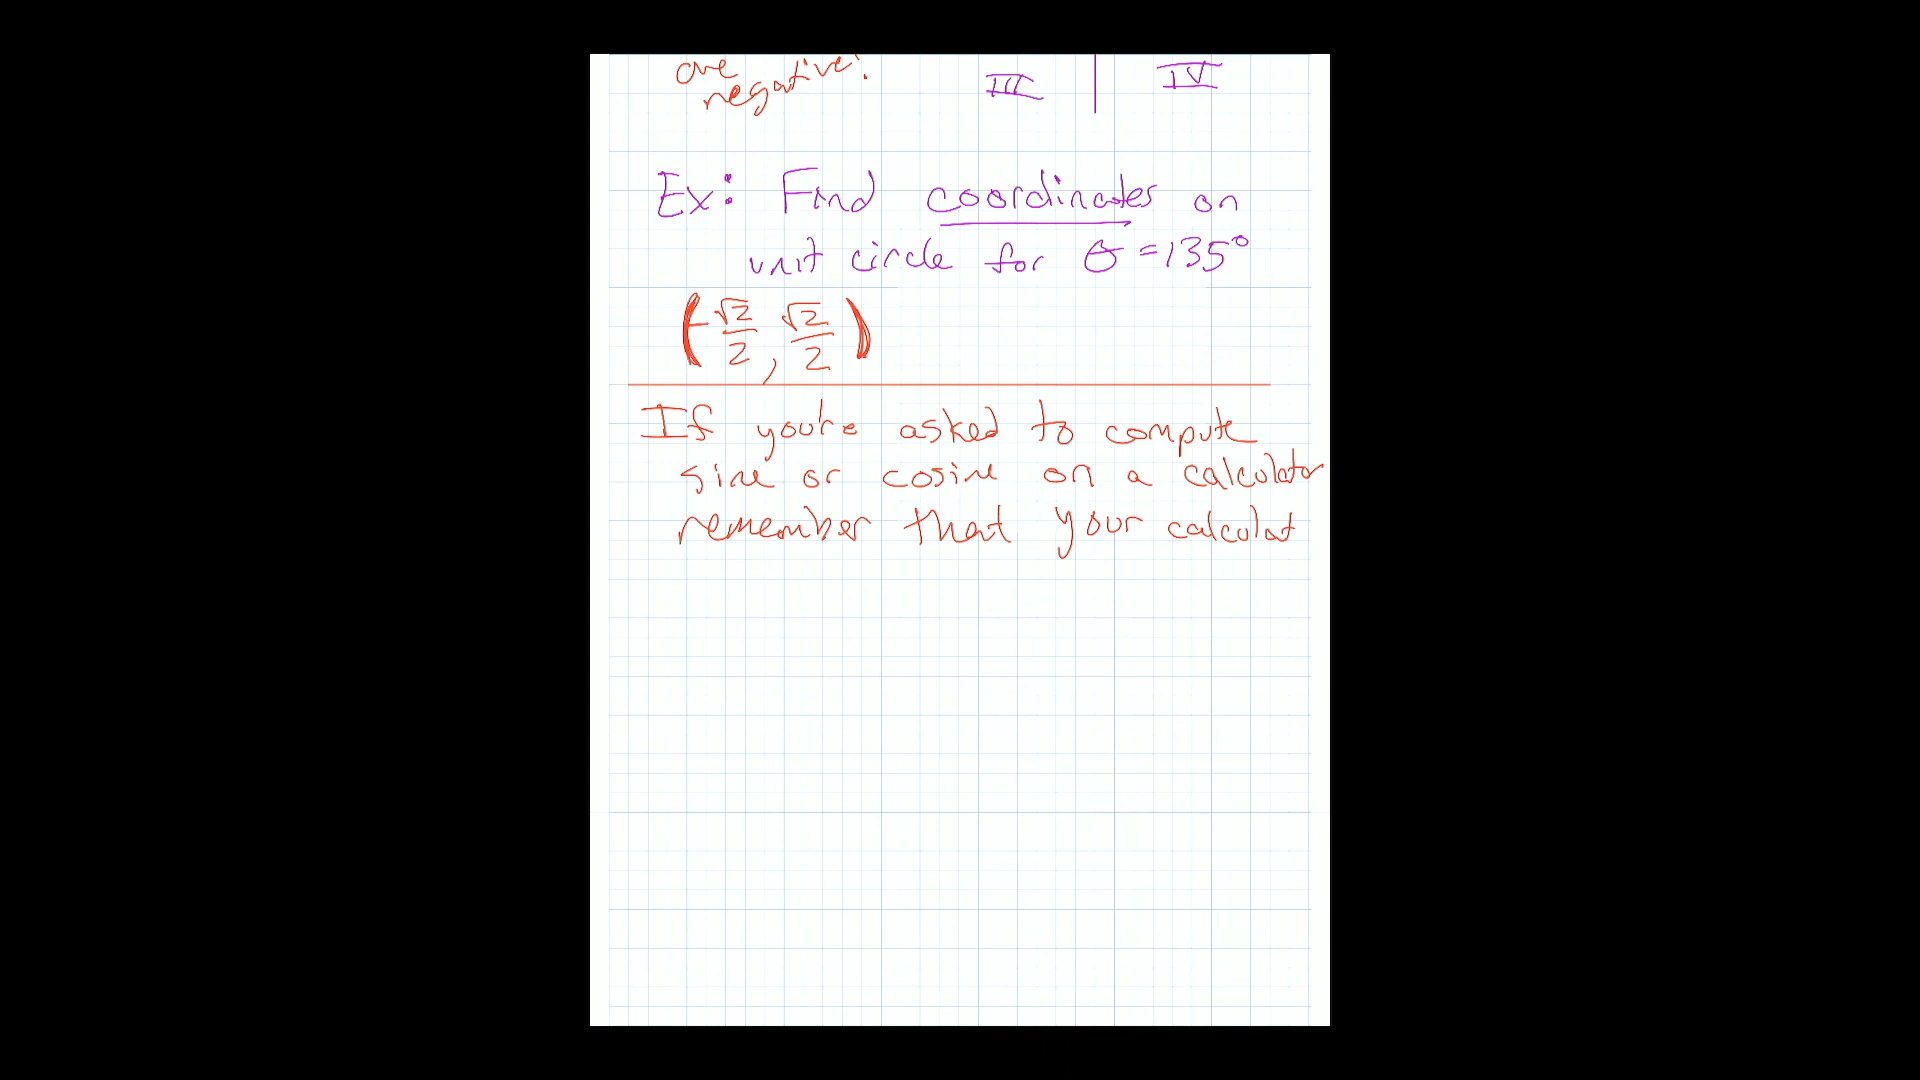 are
negative!
III IV
Ex: Find coordinates on
unit circle for θ = 135°
(-√2/2, √2/2)
If you're asked to compute
sine or cosine on a calculator
remember that your calculat